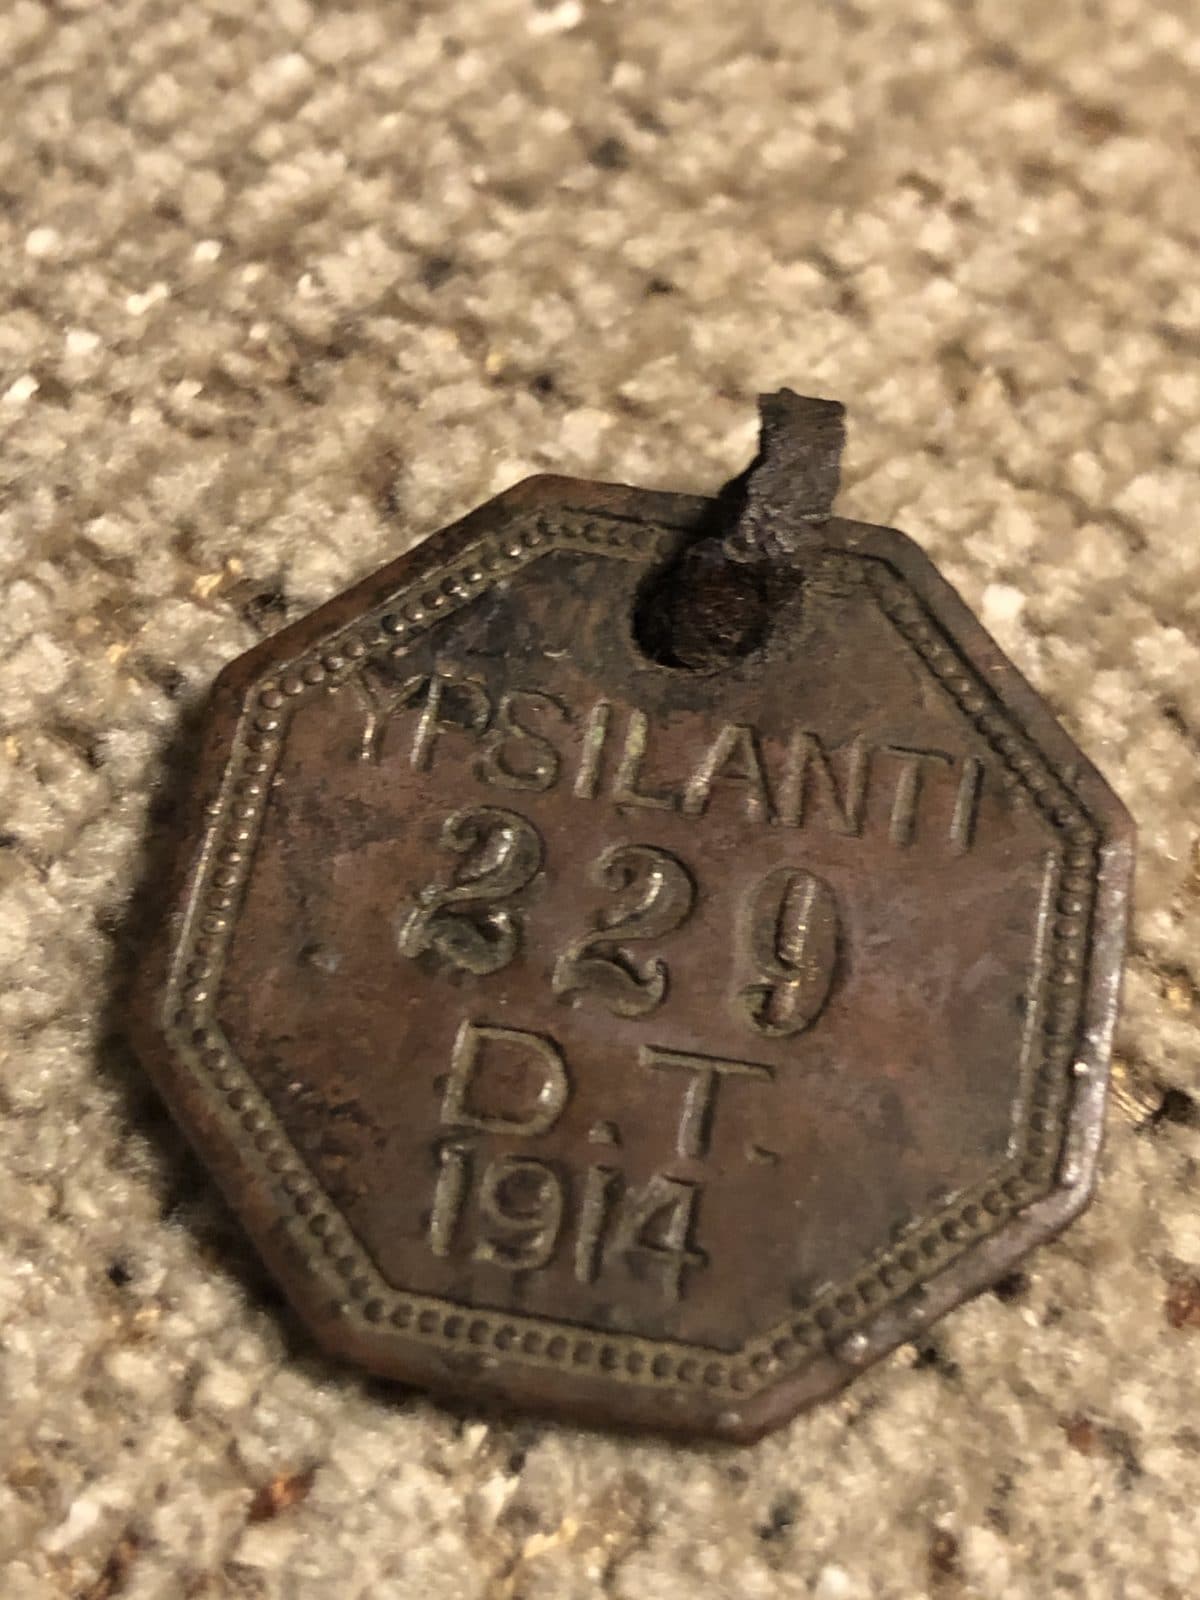 YPSILANTI
229
D.T.
1914